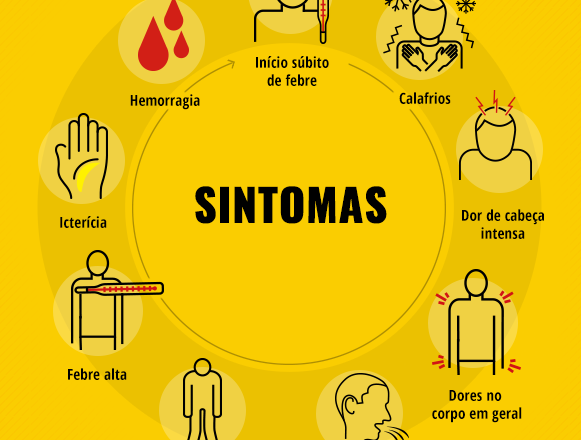 Início súbito
de febre
Calafrios
Dor de cabeça
intensa
Dores no
corpo em geral
Febre alta
Icterícia
Hemorragia
SINTOMAS